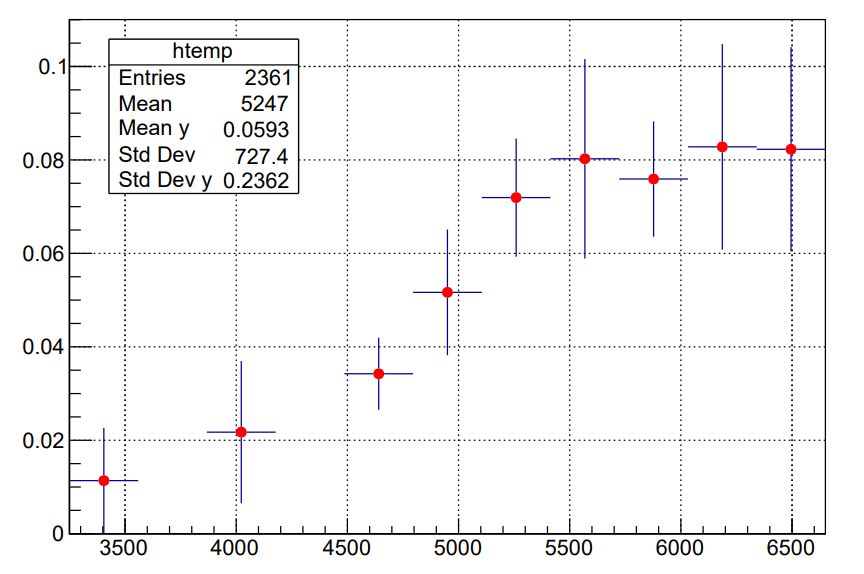 htemp
Entries 2361
Mean 5247
Mean y 0.0593
Std Dev 727.4
Std Dev y 0.2362
0.1
0.08
0.06
0.04
0.02
0
3500 4000 4500 5000 5500 6000 6500